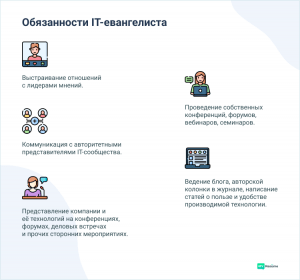 Обязанности IT-евангелиста
Выстраивание отношений
с лидерами мнений.
Коммуникация с авторитетными
представителями IT-сообщества.
Представление компании и
её технологий на конференциях,
форумах, деловых встречах
и прочих сторонних мероприятиях.
Проведение собственных
конференций, форумов,
вебинаров, семинаров.
Ведение блога, авторской
колонки в журнале, написание
статей о пользе и удобстве
производимой технологии.